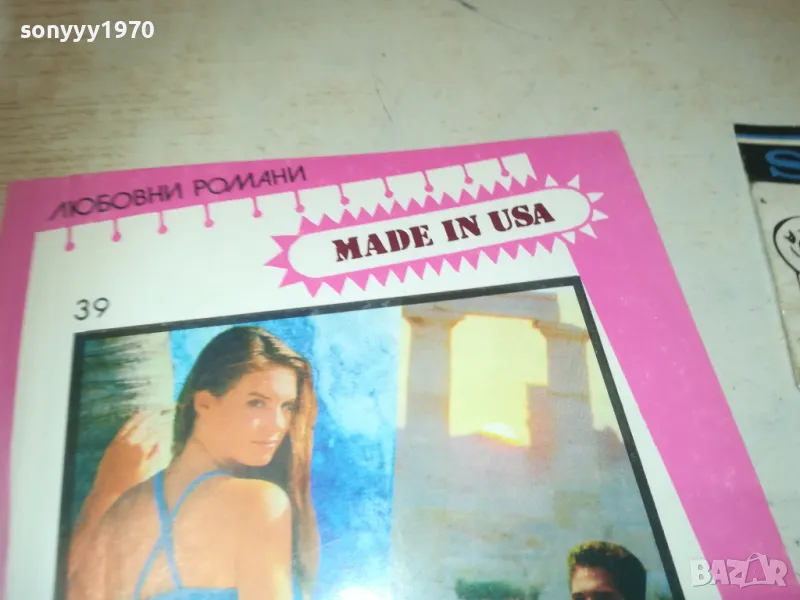 sonyyy1970
ЛЮБОВНИ РОМАНИ
MADE IN USA
39
S
BAZAR